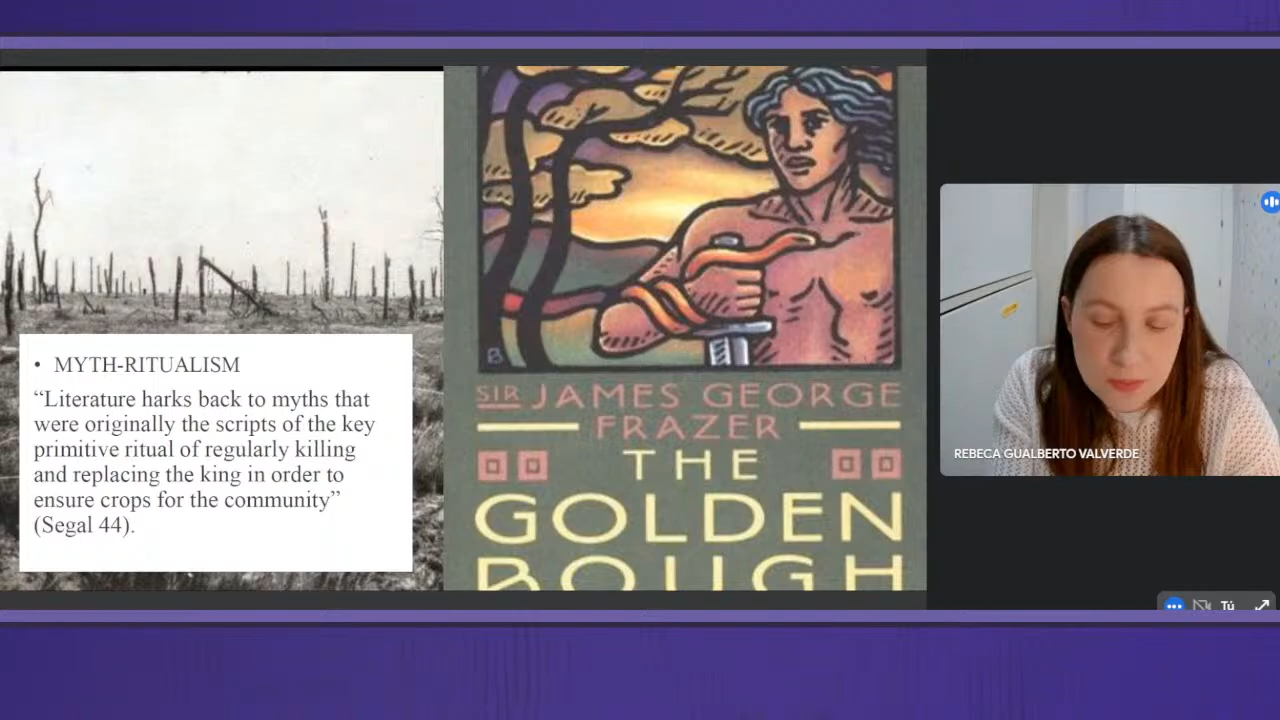 • MYTH-RITUALISM
“Literature harks back to myths that
were originally the scripts of the key
primitive ritual of regularly killing
and replacing the king in order to
ensure crops for the community”
(Segal 44).
B
SIR JAMES GEORGE
FRAZER
THE
GOLDEN
BOUGH
REBECA GUALBERTO VALVERDE
Tú